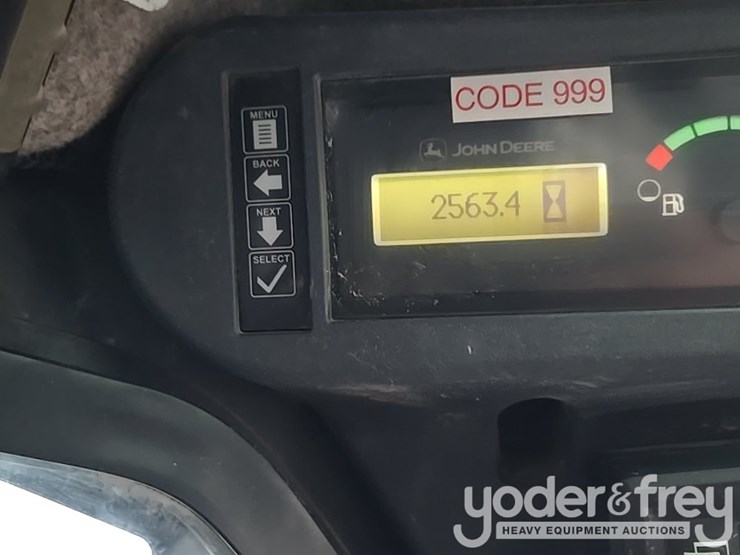 CODE 999
JOHN DEERE
2563.4
MENU
BACK
NEXT
SELECT
yoder&frey
HEAVY EQUIPMENT AUCTIONS